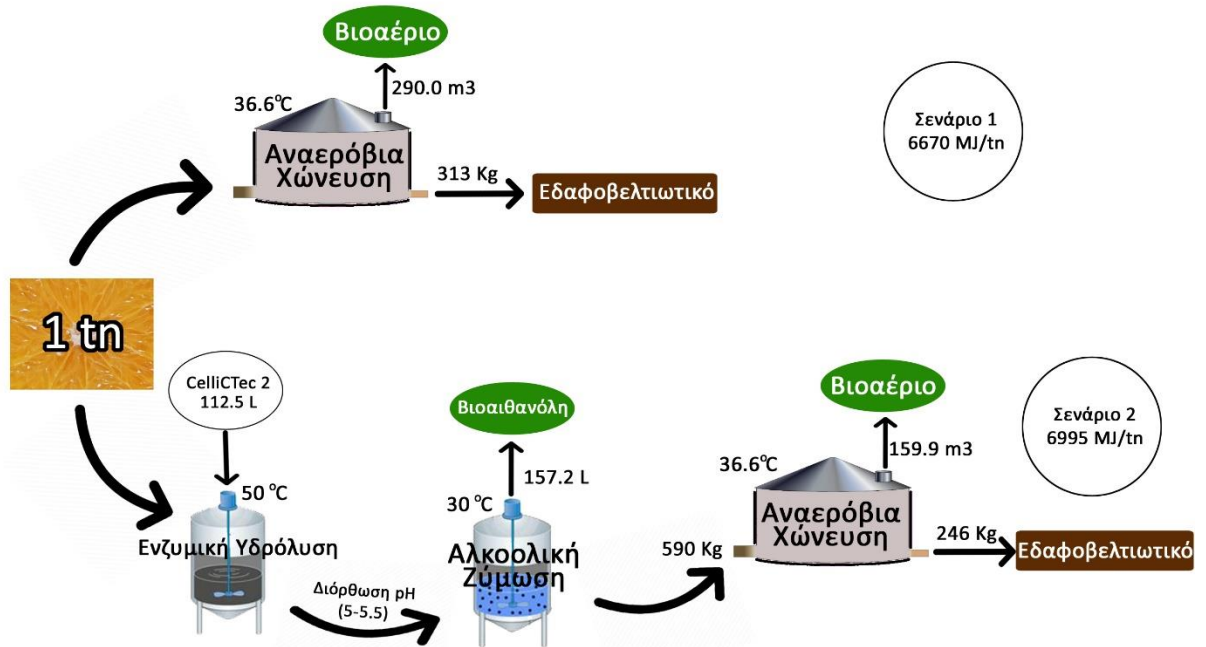 Βιοαέριο
290.0 m3
36.6°C
Αναερόβια
Χώνευση
313 Kg
Εδαφοβελτιωτικό
Σενάριο 1
6670 MJ/tn
1 tn
CelliCTec 2
112.5 L
50 °C
Ενζυμική Υδρόλυση
Διόρθωση pH
(5-5.5)
Βιοαιθανόλη
157.2 L
30 °C
Αλκοολική
Ζύμωση
590 Kg
Βιοαέριο
159.9 m3
36.6°C
Αναερόβια
Χώνευση
246 Kg
Εδαφοβελτιωτικό
Σενάριο 2
6995 MJ/tn